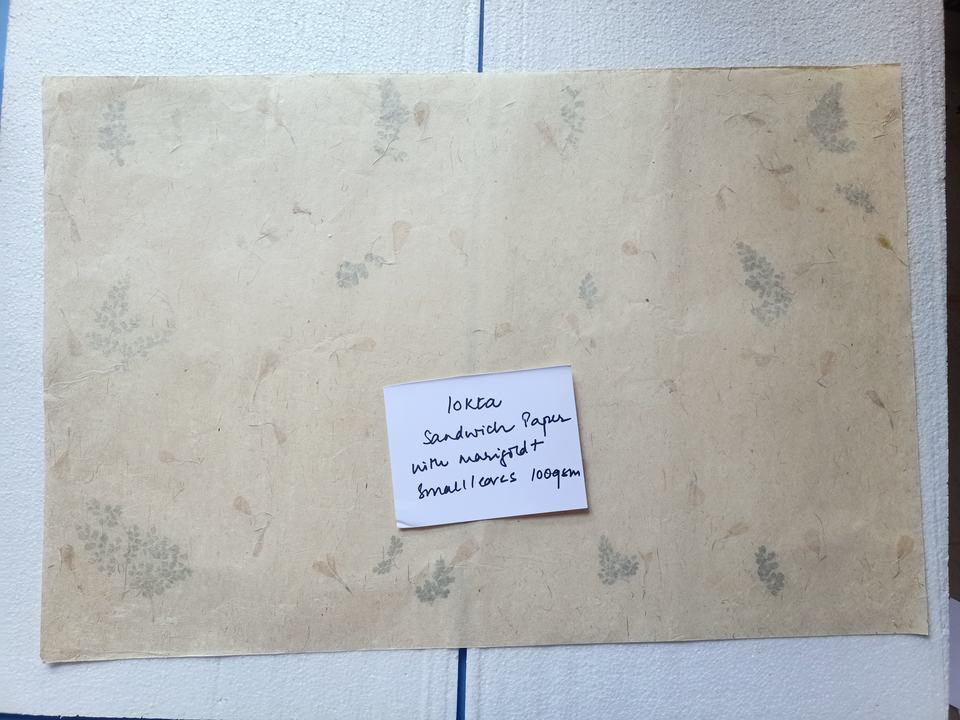 lokta
Sandwich Paper
with marigold +
Small leaves 100gsm